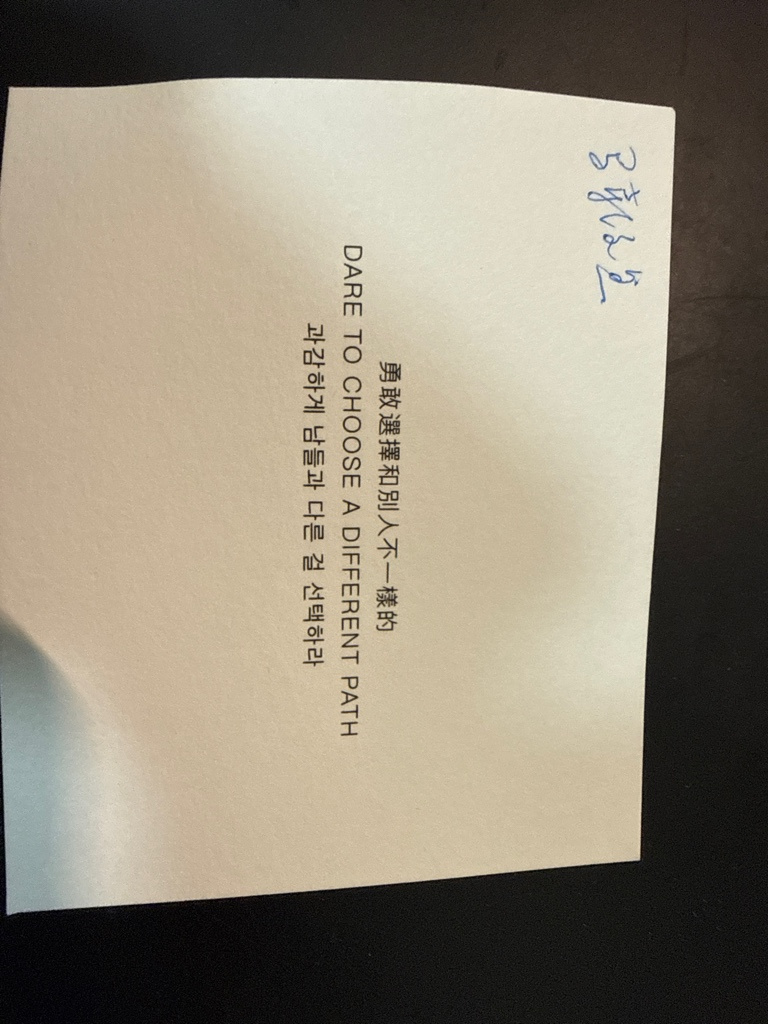 勇敢選擇和別人不一樣的
DARE TO CHOOSE A DIFFERENT PATH
과감하게 남들과 다른 걸 선택하라